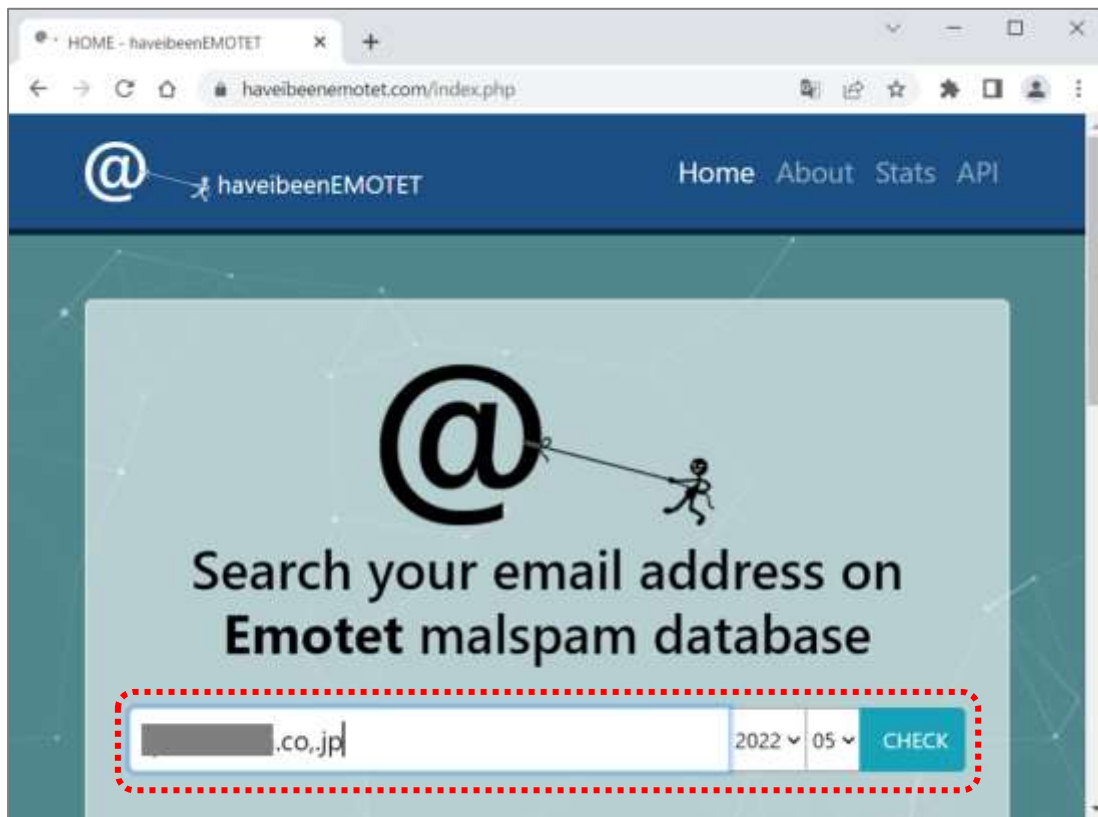 HOME - haveibeenEMOTET
haveibeenemotet.com/index.php
haveibeenEMOTET
Home About Stats API
Search your email address on
Emotet malspam database
.co,.jp 2022 05 CHECK